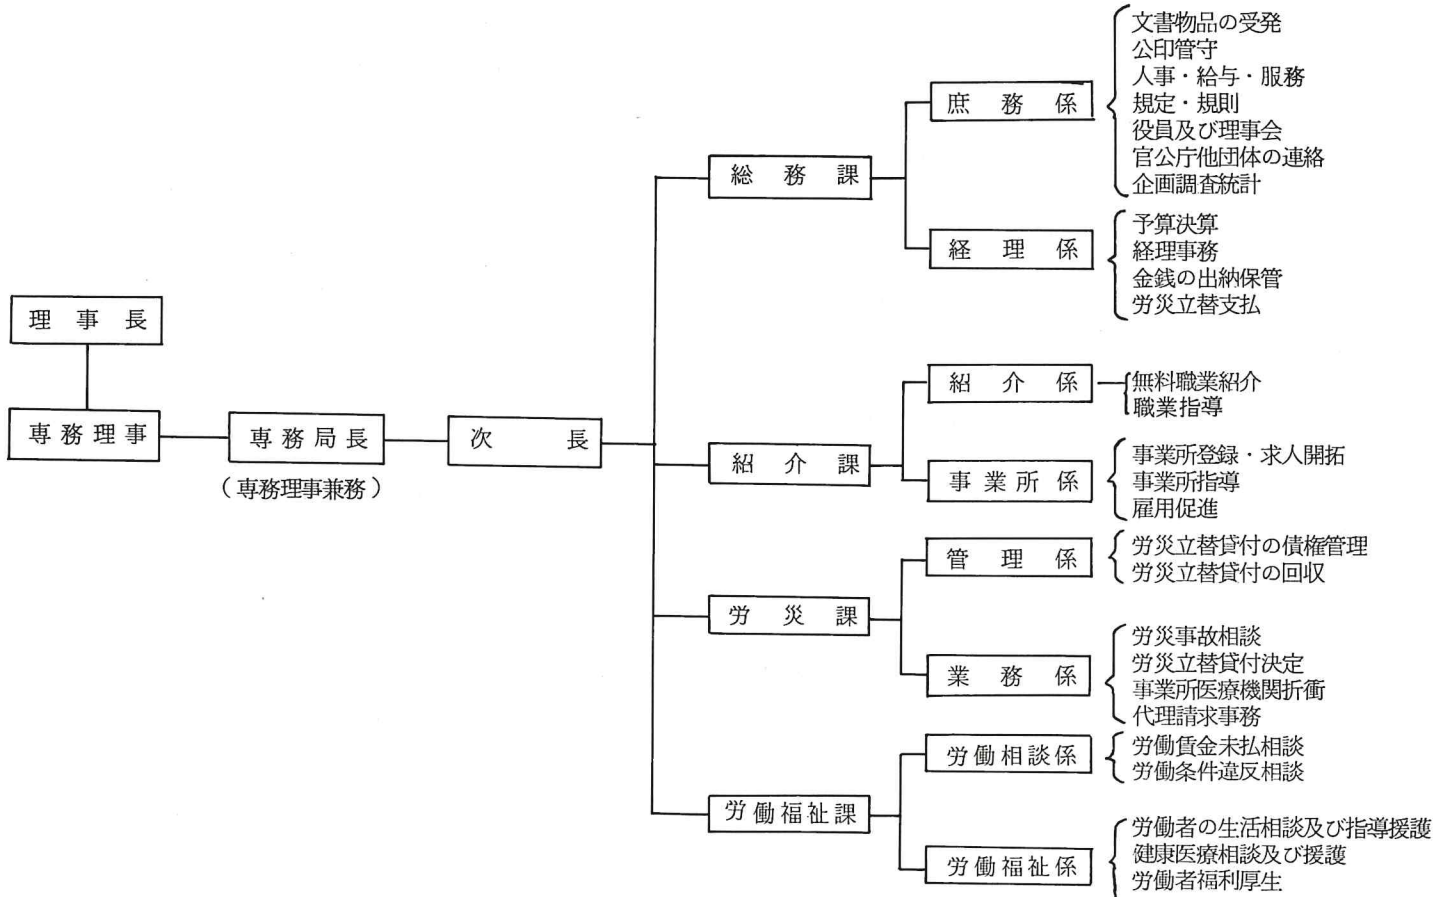 理事長
専務理事
専務局長
（専務理事兼務）
次長
総務課
庶務係
文書物品の受発
公印管守
人事・給与・服務
規定・規則
役員及び理事会
官公庁他団体の連絡
企画調査統計
経理係
予算決算
経理事務
金銭の出納保管
労災立替支払
紹介課
紹介係
無料職業紹介
職業指導
事業所係
事業所登録・求人開拓
事業所指導
雇用促進
労災課
管理係
労災立替貸付の債権管理
労災立替貸付の回収
業務係
労災事故相談
労災立替貸付決定
事業所医療機関折衝
代理請求事務
労働福祉課
労働相談係
労働賃金未払相談
労働条件違反相談
労働福祉係
労働者の生活相談及び指導援護
健康医療相談及び援護
労働者福利厚生